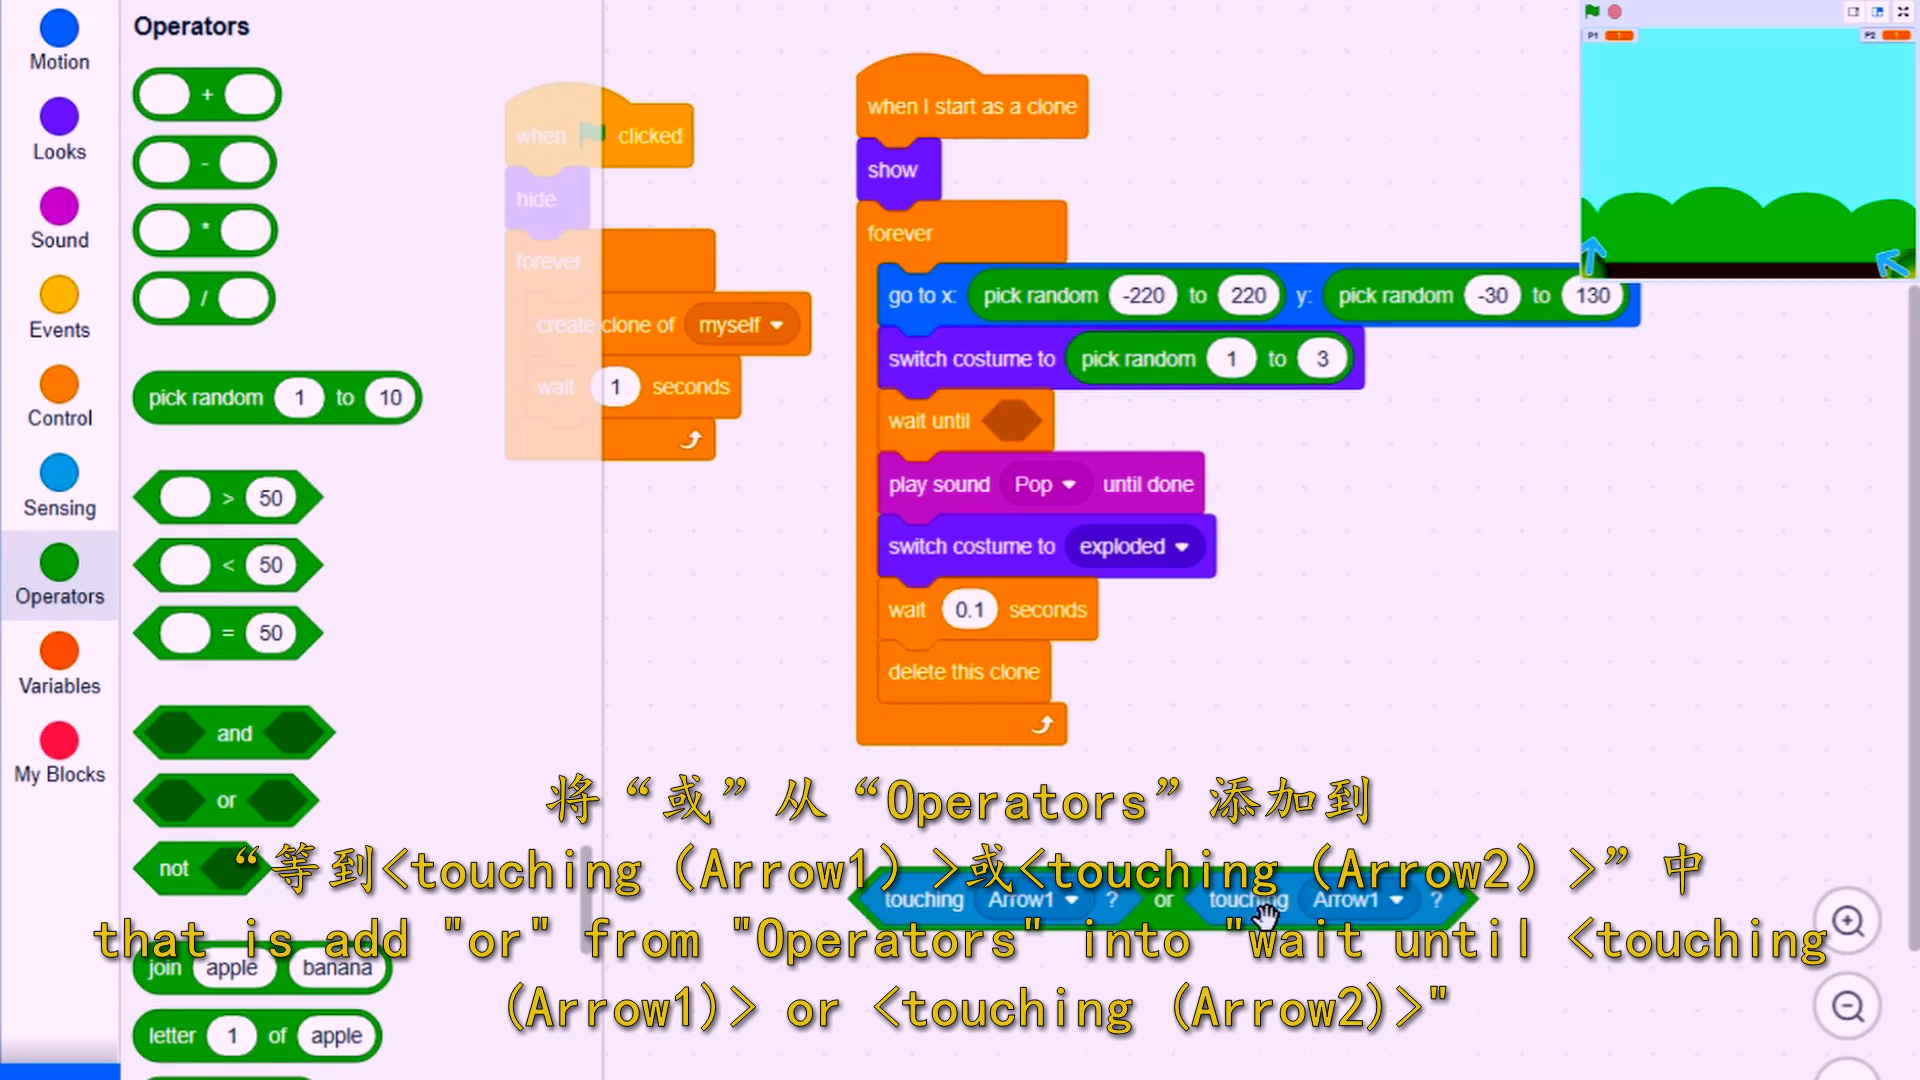 Operators
Motion
Looks
Sound
Events
Control
Sensing
Operators
Variables
My Blocks
+
-
*
/
pick random 1 to 10
> 50
< 50
= 50
and
or
not
join apple banana
letter 1 of apple
when clicked
hide
forever
create clone of myself
wait 1 seconds
when I start as a clone
show
forever
go to x: pick random -220 to 220 y: pick random -30 to 130
switch costume to pick random 1 to 3
wait until
play sound Pop until done
switch costume to exploded
wait 0.1 seconds
delete this clone
touching Arrow1 ? or touching Arrow1 ?
P1 1
P2 1
将“或”从“Operators”添加到
“等到<touching (Arrow1) >或<touching (Arrow2) >”中
that is add "or" from "Operators" into "wait until <touching
(Arrow1)> or <touching (Arrow2)>"